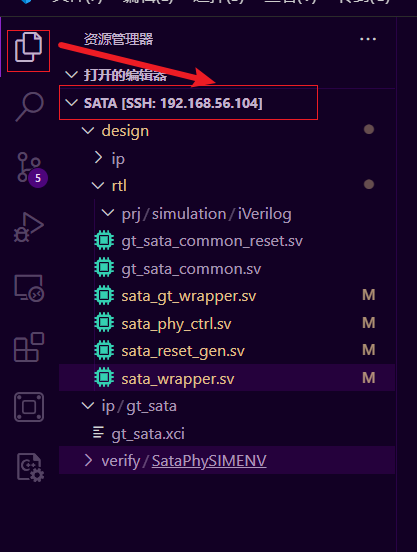 资源管理器
打开的编辑器
SATA [SSH: 192.168.56.104]
design
ip
rtl
prj/simulation/iVerilog
gt_sata_common_reset.sv
gt_sata_common.sv
sata_gt_wrapper.sv M
sata_phy_ctrl.sv M
5
sata_reset_gen.sv M
sata_wrapper.sv M
ip/gt_sata
gt_sata.xci
verify/SataPhySIMENV